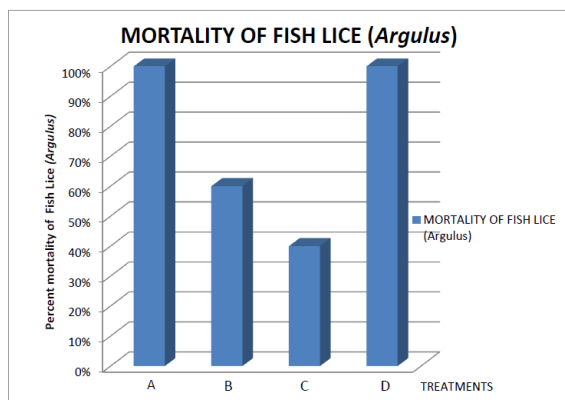 MORTALITY OF FISH LICE (Argulus)
Percent mortality of Fish Lice (Argulus)
100%
90%
80%
70%
60%
50%
40%
30%
20%
10%
0%
A B C D TREATMENTS
MORTALITY OF FISH LICE
(Argulus)